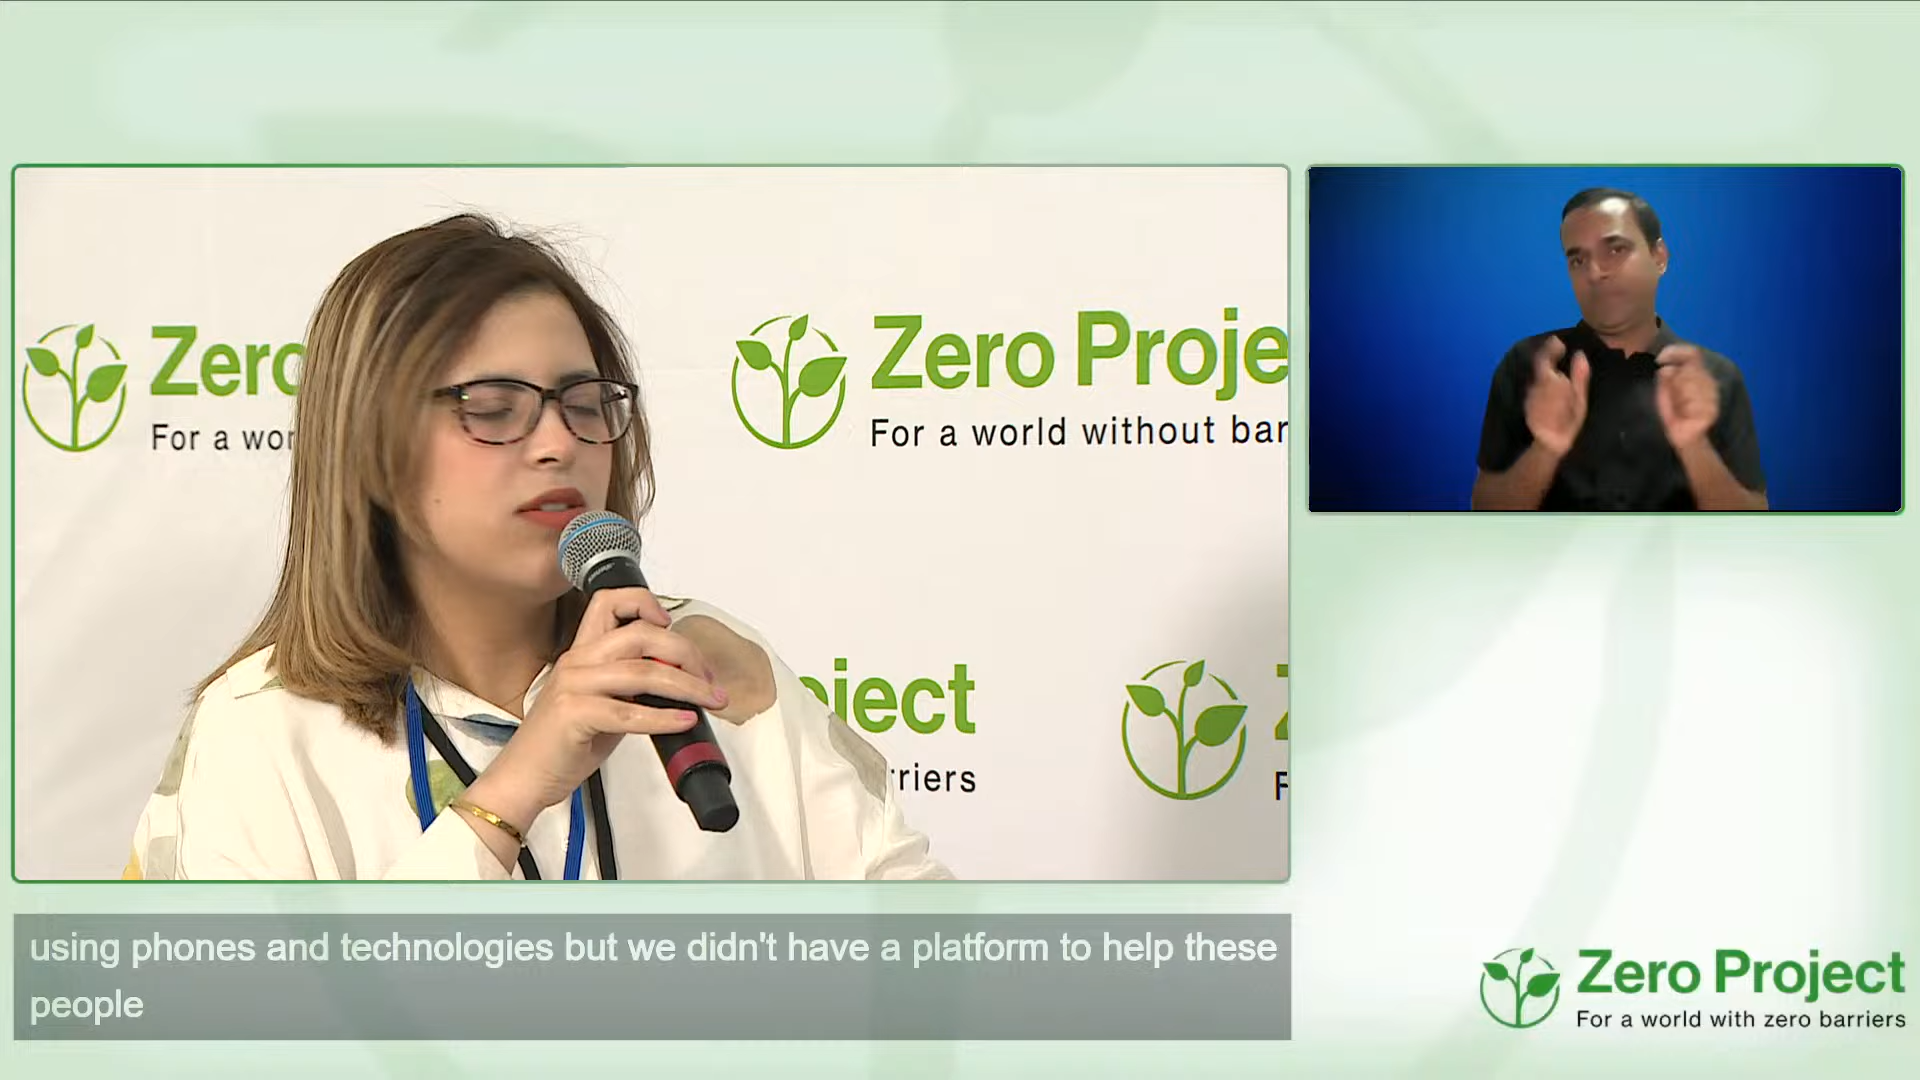 Zero
For a wor
Zero Proje
For a world without bar
oject
rriers
using phones and technologies but we didn't have a platform to help these
people
Zero Project
For a world with zero barriers